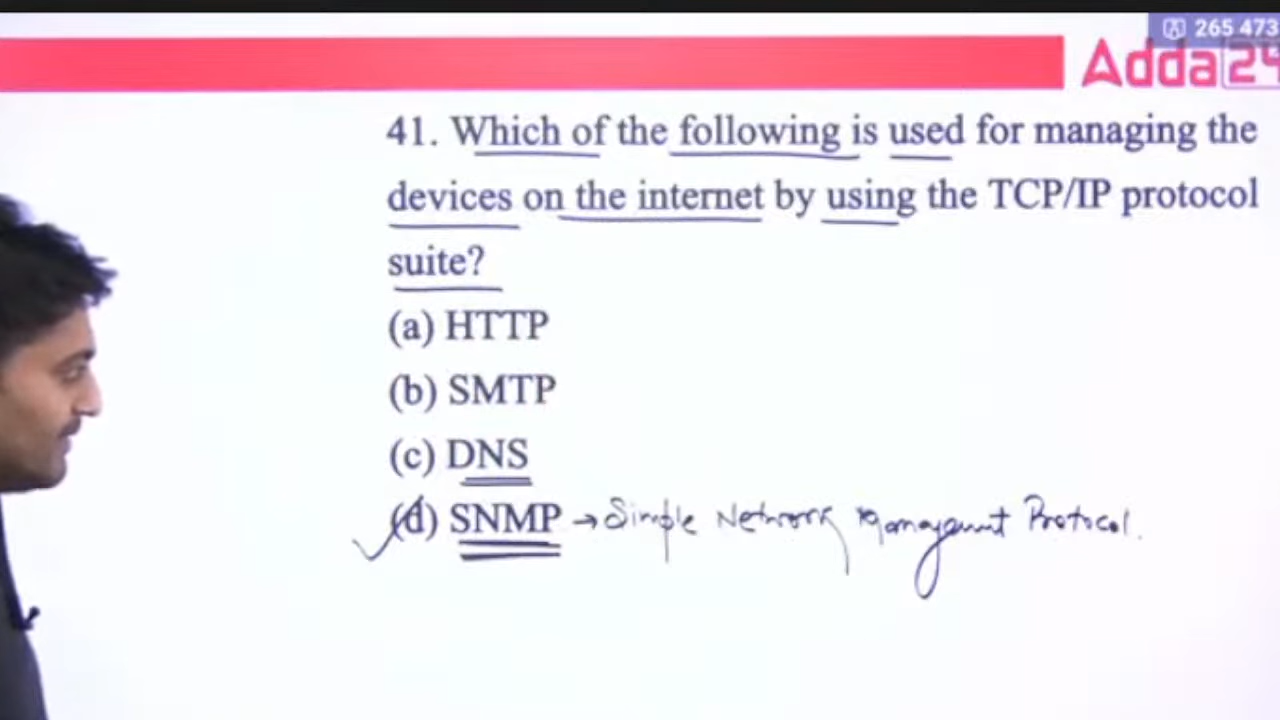 265 473
Adda24
41. Which of the following is used for managing the
devices on the internet by using the TCP/IP protocol
suite?
(a) HTTP
(b) SMTP
(c) DNS
(d) SNMP → Simple Network Management Protocol.